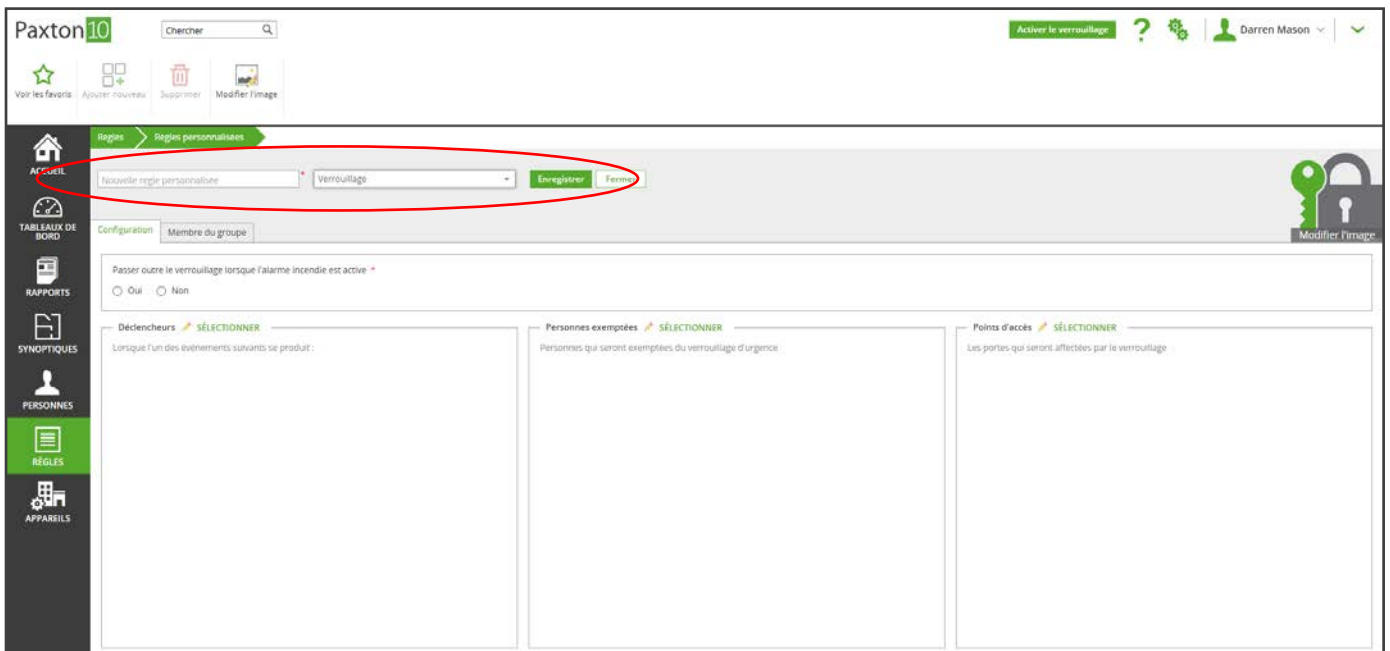 Paxton10
Chercher
Activer le verrouillage
?
Darren Mason
Voir les favoris
Ajouter nouveau
Supprimer
Modifier l'image
ACCUEIL
TABLEAUX DE BORD
RAPPORTS
SYNOPTIQUES
PERSONNES
RÈGLES
APPAREILS
Règles
Règles personnalisées
Nouvelle règle personnalisée
*
Verrouillage
Enregistrer
Fermer
Modifier l'image
Configuration
Membre du groupe
Passer outre le verrouillage lorsque l'alarme incendie est active *
Oui
Non
Déclencheurs SÉLECTIONNER
Lorsque l'un des événements suivants se produit :
Personnes exemptées SÉLECTIONNER
Personnes qui seront exemptées du verrouillage d'urgence
Points d'accès SÉLECTIONNER
Les portes qui seront affectées par le verrouillage